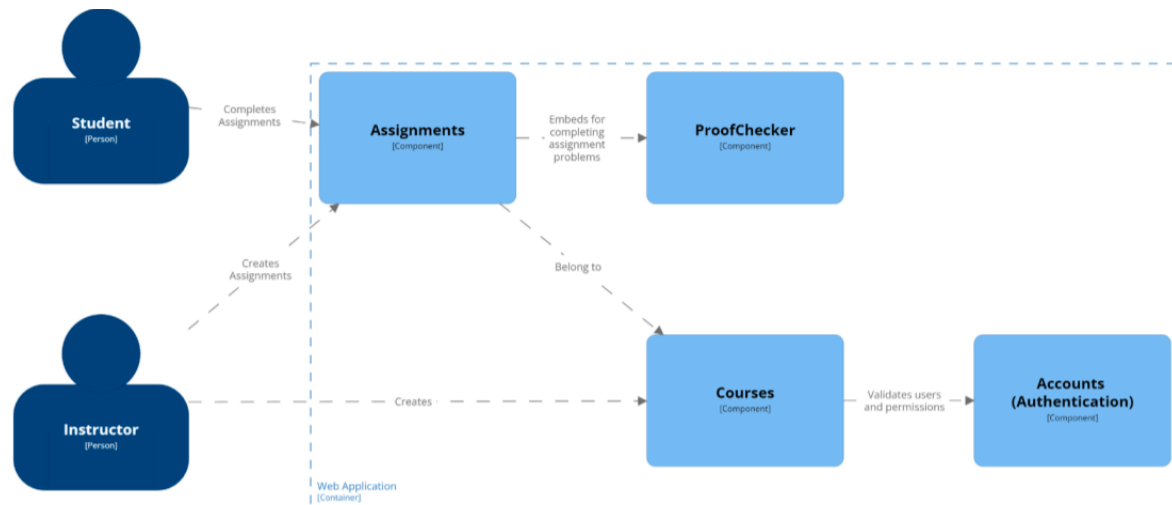 Student
[Person]
Completes
Assignments
Assignments
[Component]
Embeds for
completing
assignment
problems
ProofChecker
[Component]
Creates
Assignments
Belong to
Instructor
[Person]
Creates
Courses
[Component]
Validates users
and permissions
Accounts
(Authentication)
[Component]
Web Application
[Container]